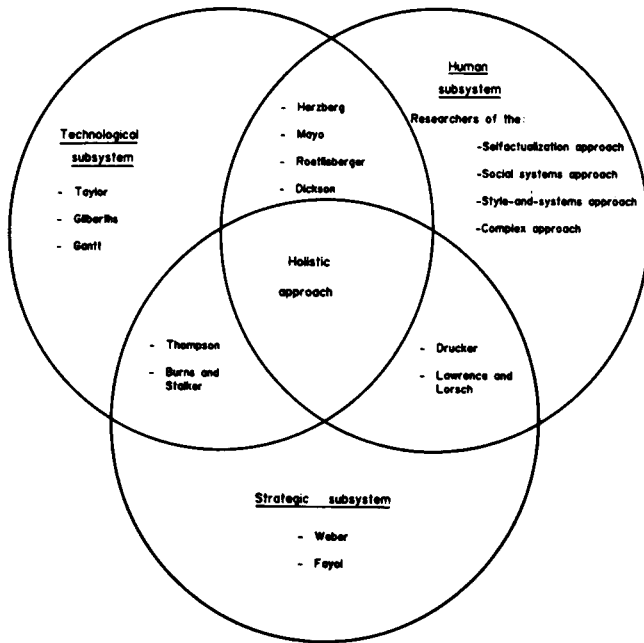 Technological
subsystem
- Taylor
- Gilberths
- Gantt
- Herzberg
- Mayo
- Roetlisberger
- Dickson
Human
subsystem
Researchers of the:
-Selfactualization approach
-Social systems approach
-Style-and-systems approach
-Complex approach
Holistic
approach
- Thompson
- Burns and
Stalker
- Drucker
- Lawrence and
Lorsch
Strategic subsystem
- Weber
- Fayol